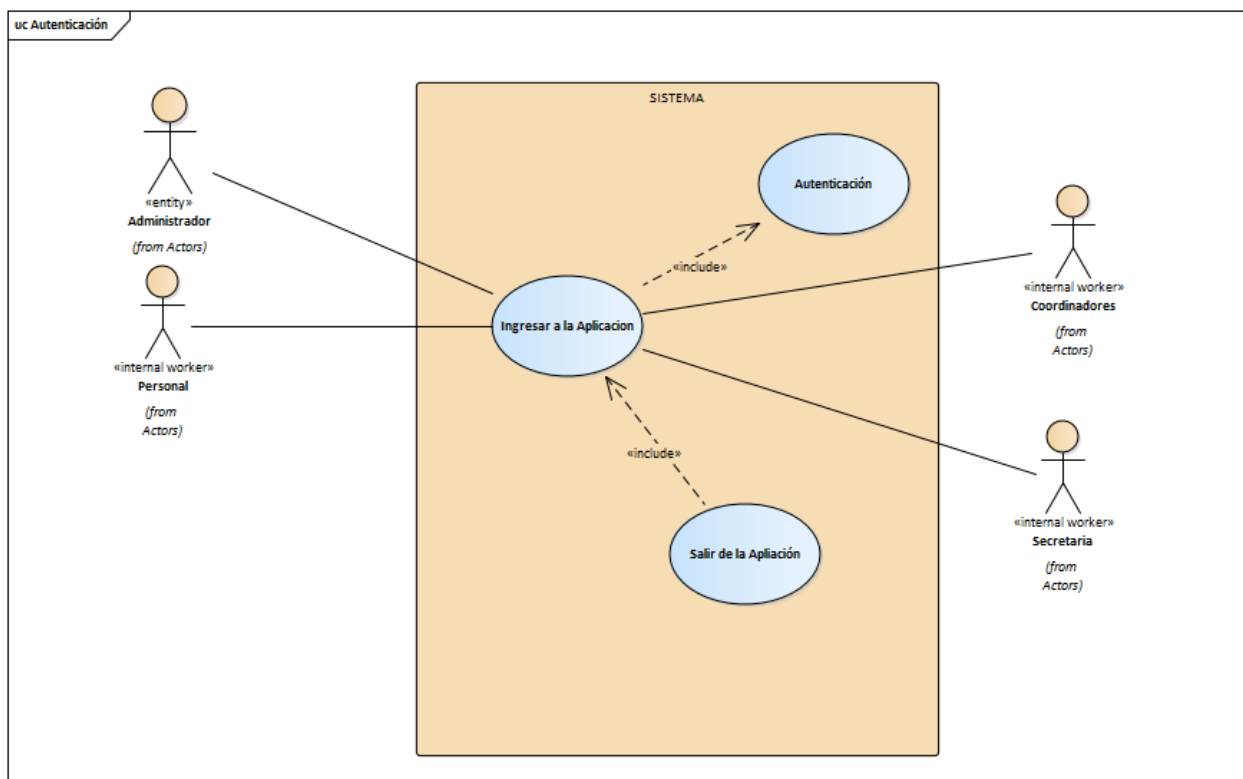 uc Autenticación
SISTEMA
Autenticación
«entity»
Administrador
(from Actors)
«include»
«internal worker»
Coordinadores
(from
Actors)
Ingresar a la Aplicacion
«internal worker»
Personal
(from
Actors)
«include»
«internal worker»
Secretaria
(from
Actors)
Salir de la Apliación